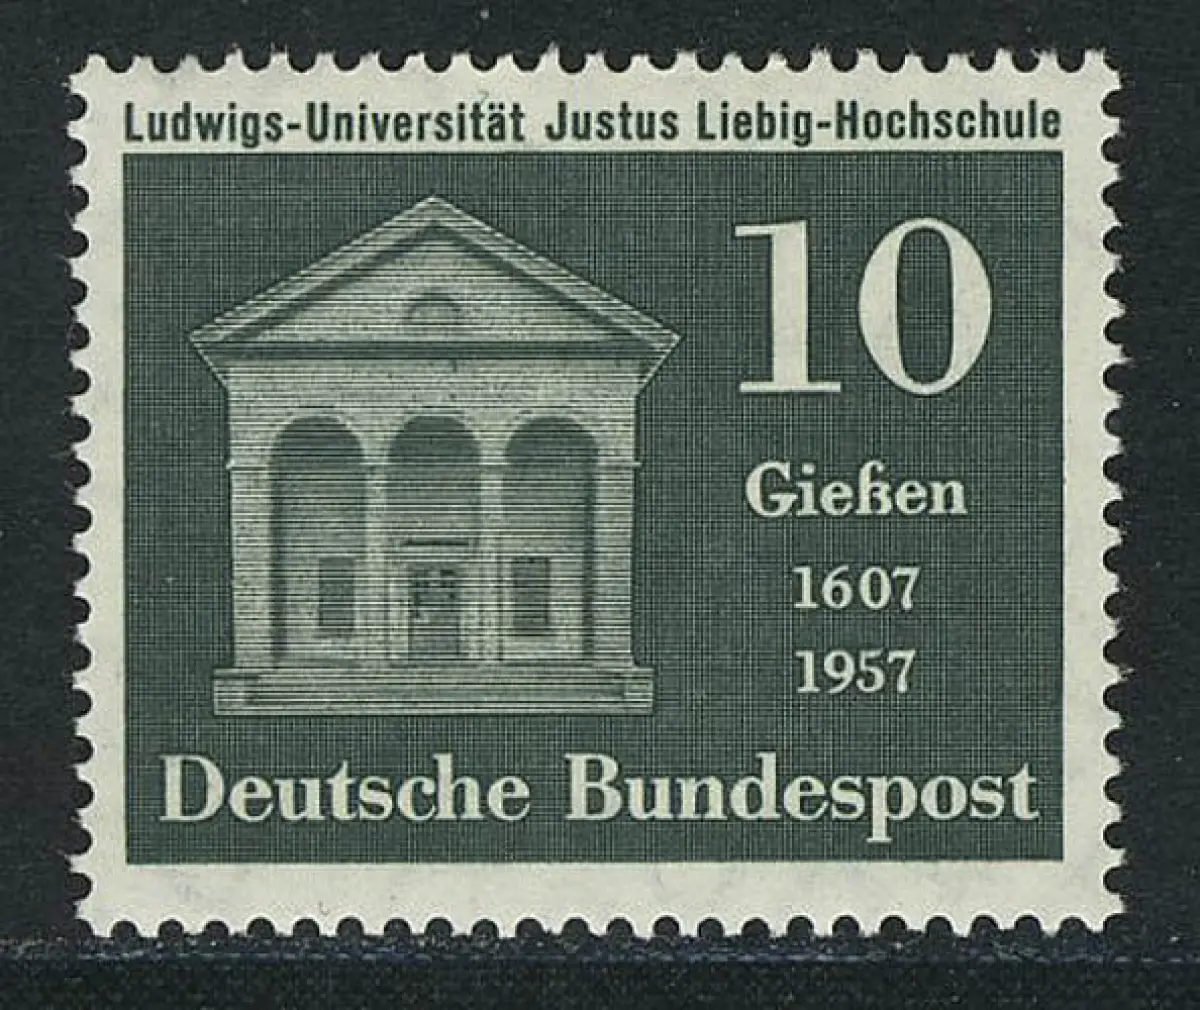 Ludwigs-Universität Justus Liebig-Hochschule
10
Gießen
1607
1957
Deutsche Bundespost